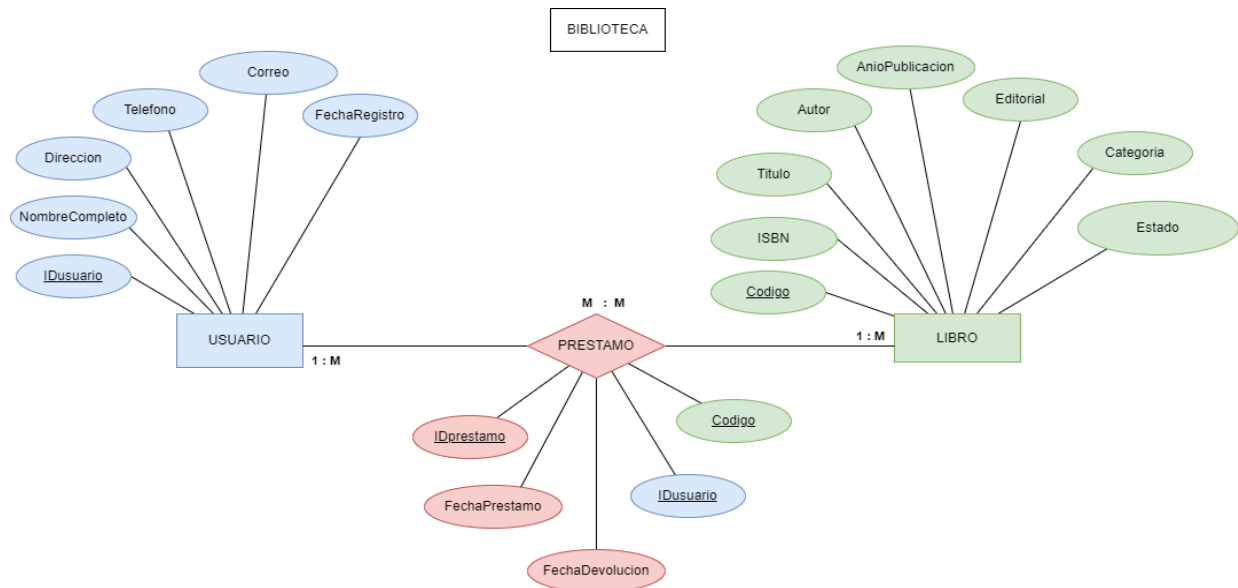 BIBLIOTECA
Correo
Telefono
FechaRegistro
Direccion
NombreCompleto
IDusuario
USUARIO
1 : M
AnioPublicacion
Autor
Editorial
Categoria
Titulo
Estado
ISBN
Codigo
LIBRO
1 : M
M : M
PRESTAMO
IDprestamo
Codigo
FechaPrestamo
IDusuario
FechaDevolucion